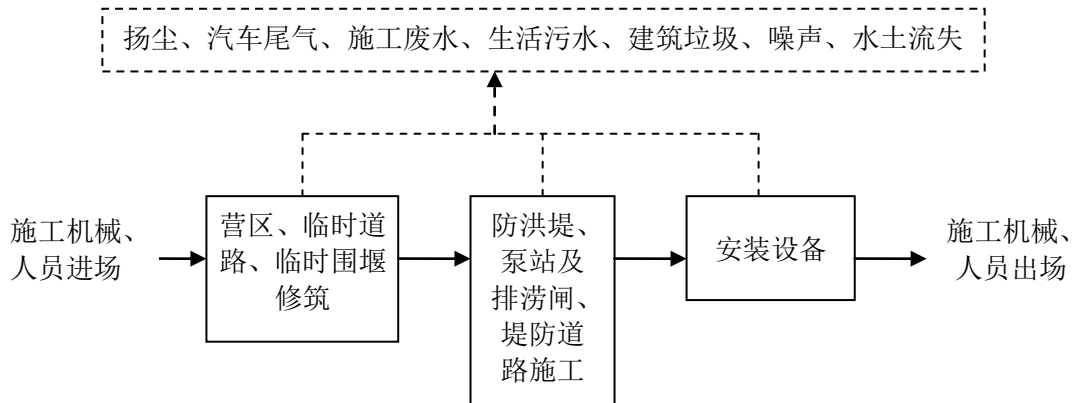 扬尘、汽车尾气、施工废水、生活污水、建筑垃圾、噪声、水土流失
施工机械、
人员进场
营区、临时道
路、临时围堰
修筑
防洪堤、
泵站及
排涝闸、
堤防道
路施工
安装设备
施工机械、
人员出场